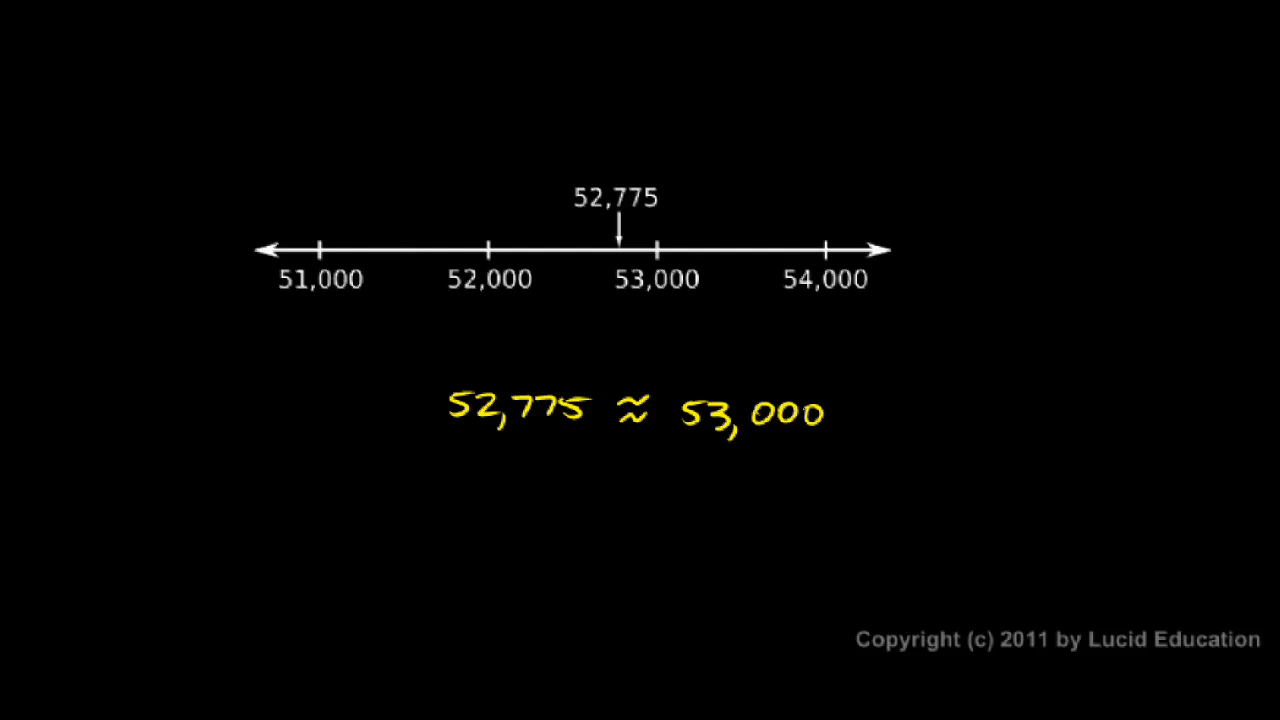 52,775
51,000 52,000 53,000 54,000
52,775 ≈ 53,000
Copyright (c) 2011 by Lucid Education